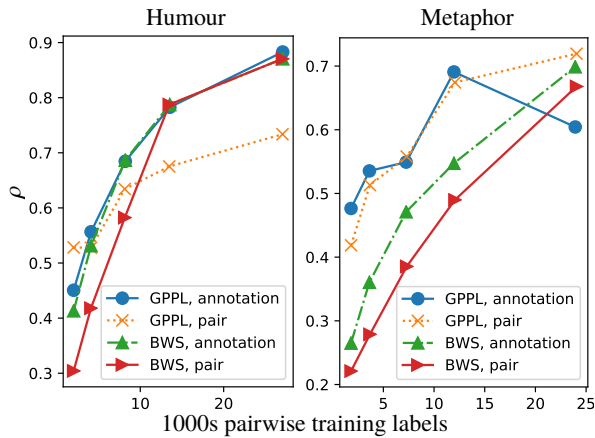 Humour
0.9
0.8
0.7
0.6
0.5
0.4
0.3
ρ
10
20
GPPL, annotation
GPPL, pair
BWS, annotation
BWS, pair
Metaphor
0.7
0.6
0.5
0.4
0.3
0.2
5
10
15
20
25
GPPL, annotation
GPPL, pair
BWS, annotation
BWS, pair
1000s pairwise training labels